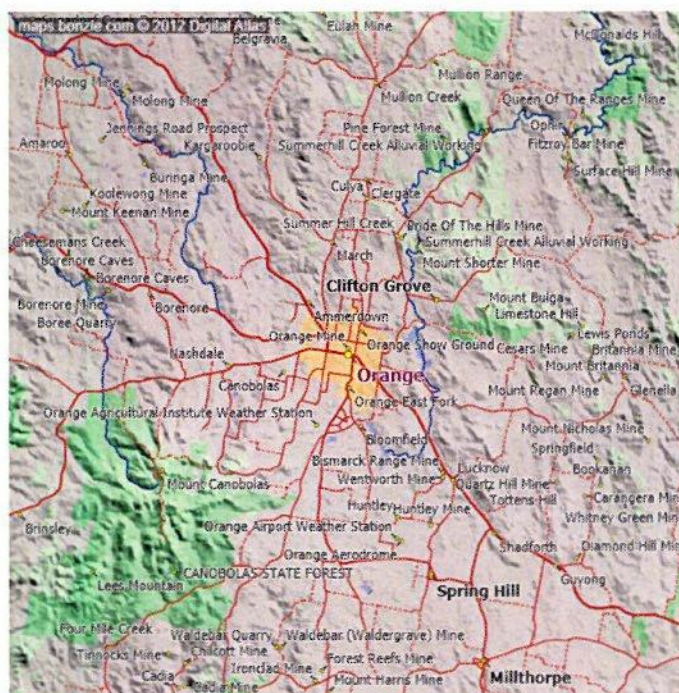 maps.bonzle.com © 2012 Digital Atlas
Belgravia
Eulah Mine
McDonalds Hill
Molong Mine
Mullion Range
Molong Mine
Mullion Creek
Queen Of The Ranges Mine
Jennings Road Prospect
Pine Forest Mine
Ophir
Amaroo
Kargaroobie
Summerhill Creek Alluvial Working
Fitzroy Bar Mine
Buringa Mine
Surface Hill Mine
Koolewong Mine
Culya
Clergate
Mount Keenan Mine
Summer Hill Creek
Bride Of The Hills Mine
Cheesemans Creek
Summerhill Creek Alluvial Working
Borenore Caves
March
Mount Shorter Mine
Borenore Caves
Clifton Grove
Borenore Mine
Borenore
Mount Bulga
Boree Quarry
Ammerdown
Limestone Hill
Orange Mine
Orange Show Ground
Lewis Ponds
Nashdale
Cesars Mine
Britannia Mine
Mount Britannia
Canobolas
Orange
Mount Regan Mine
Glenella
Orange Agricultural Institute Weather Station
Orange East Fork
Bloomfield
Mount Nicholas Mine
Springfield
Bismarck Range Mine
Lucknow
Bookanan
Mount Canobolas
Wentworth Mine
Quartz Hill Mine
Tottens Hill
Carangera Min
Huntley
Huntley Mine
Whitney Green Min
Brinsley
Orange Airport Weather Station
Shadforth
Diamond Hill Mi
Orange Aerodrome
Guyong
CANOBOLAS STATE FOREST
Lees Mountain
Spring Hill
Four Mile Creek
Waldebar Quarry
Waldebar (Waldergrave) Mine
Tinnocks Mine
Chilcott Mine
Forest Reefs Mine
Cadia
Ironclad Mine
Millthorpe
Cadia Mine
Mount Harris Mine